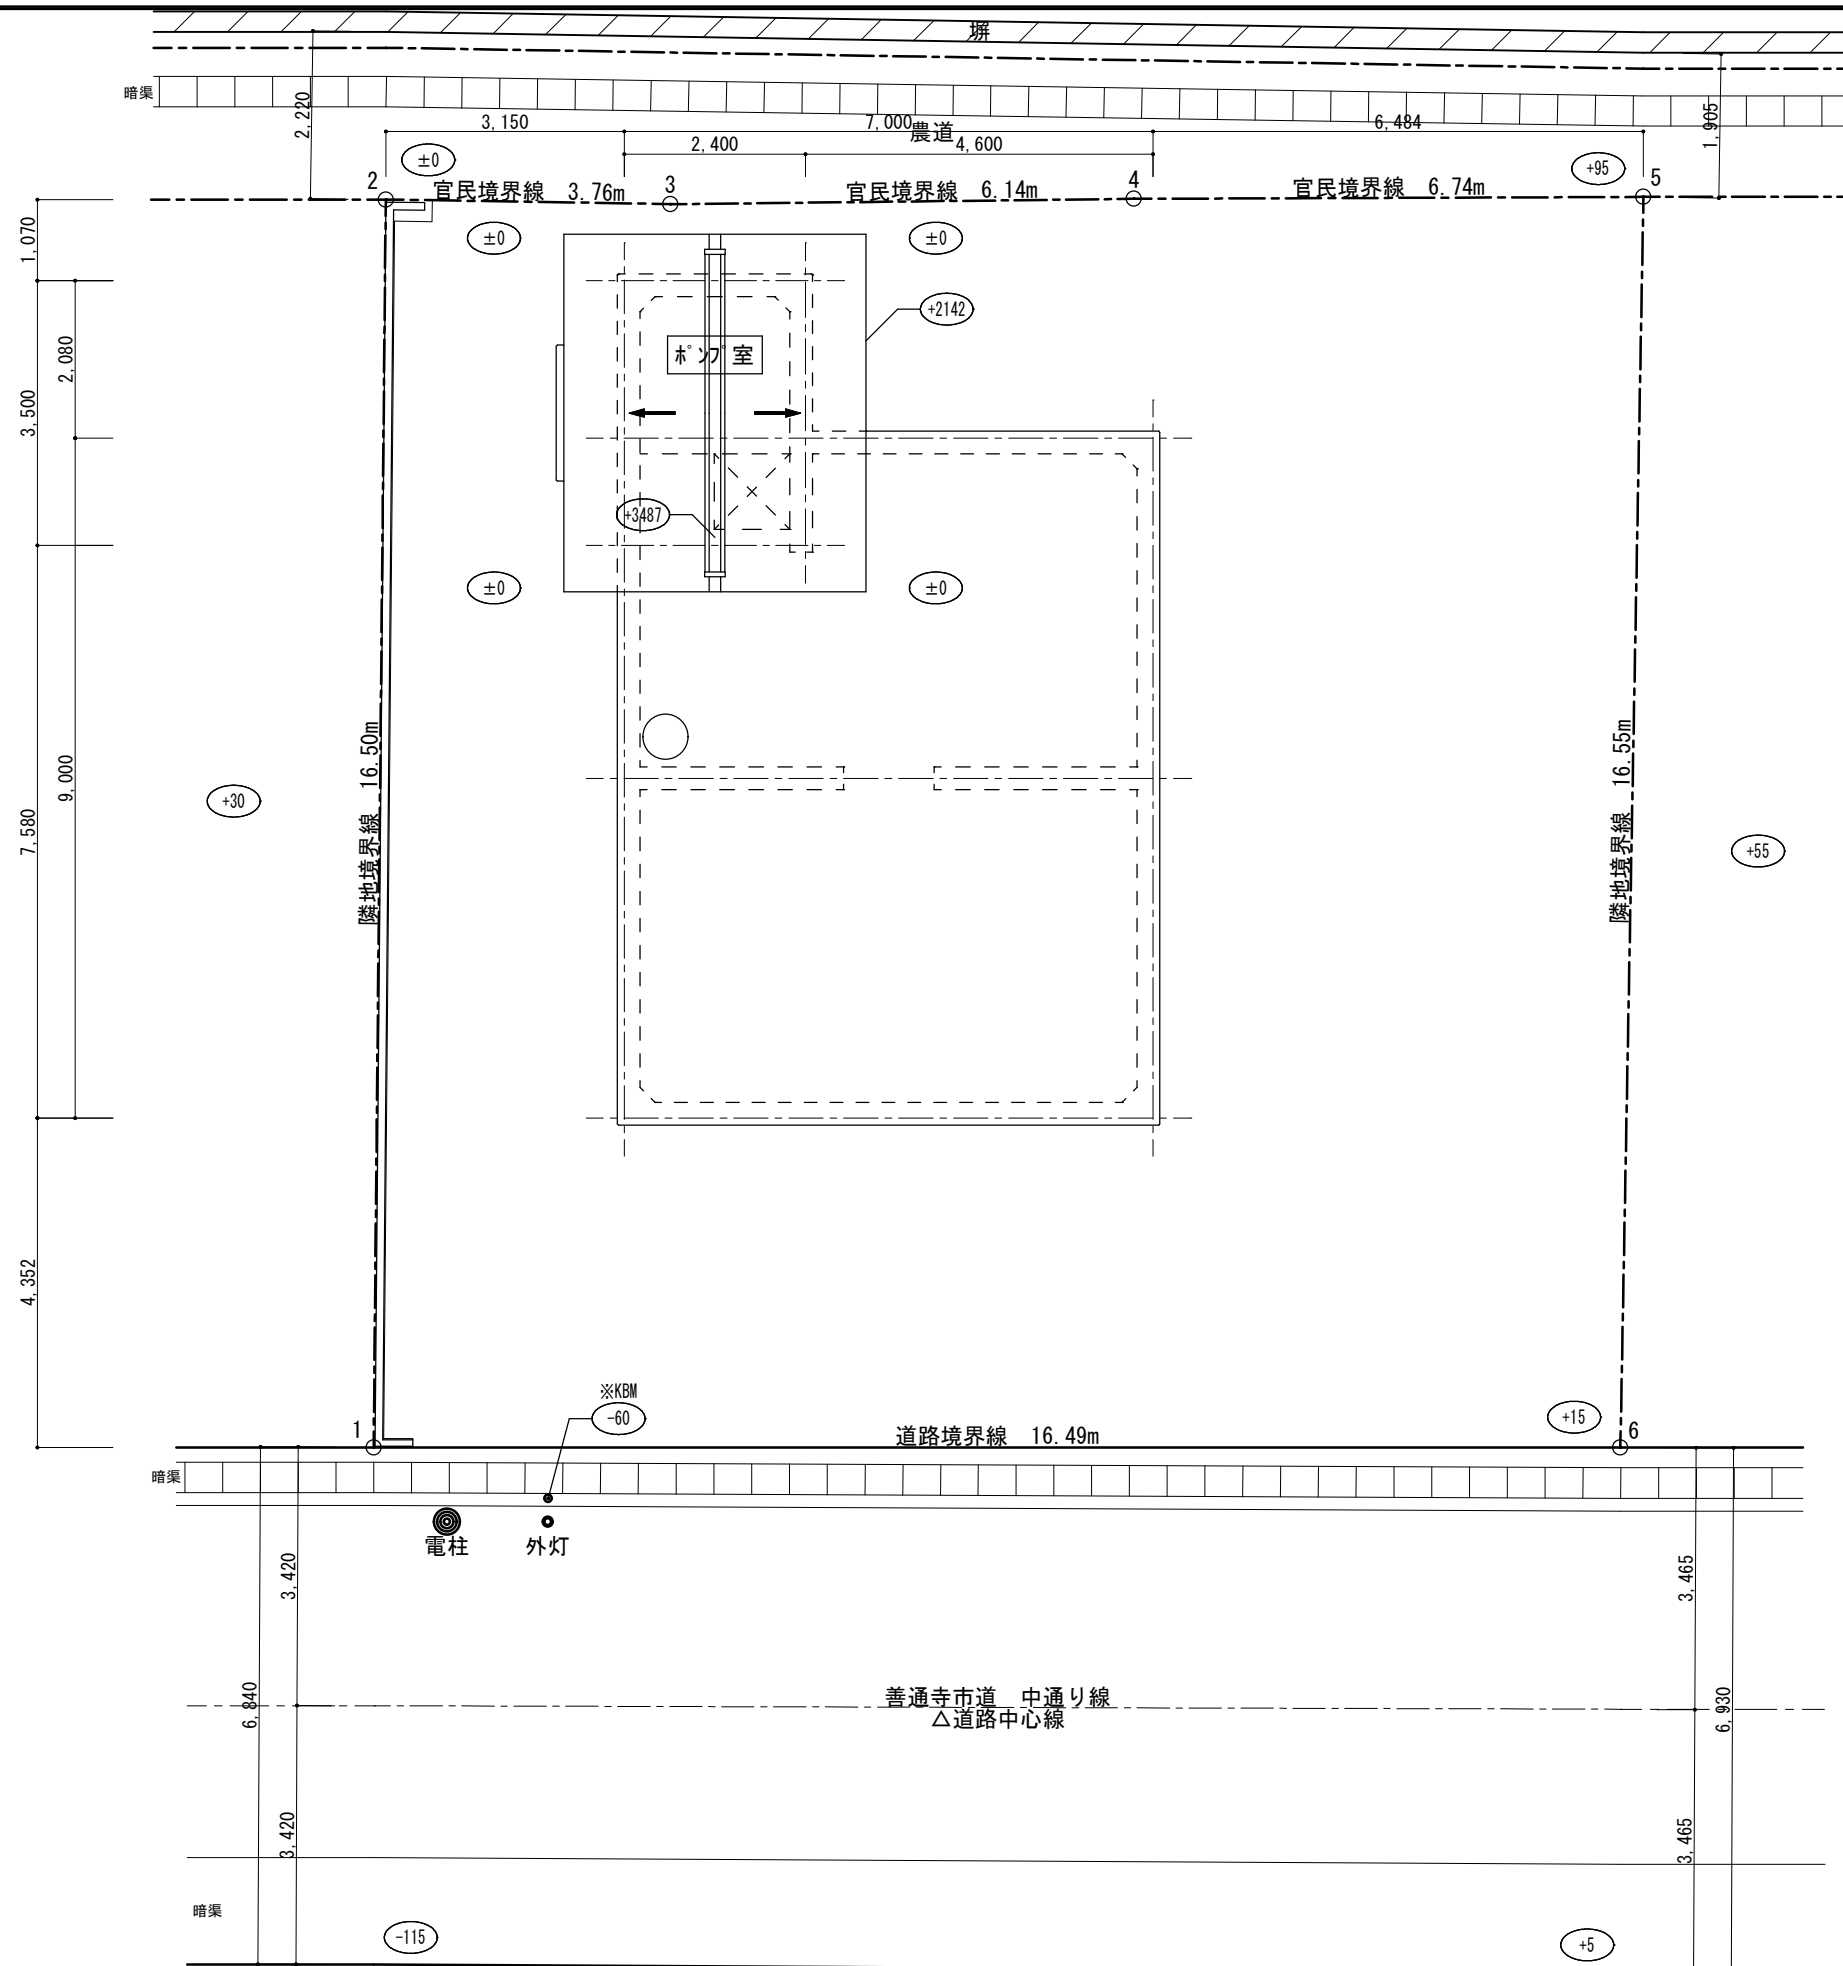 塀
暗渠
2,220
3,150
7,000
農道
6,484
1,905
2,400
4,600
±0
+95
2
官民境界線　3.76m
3
官民境界線　6.14m
4
官民境界線　6.74m
5
1,070
±0
±0
+2142
2,080
ﾎﾟﾝﾌﾟ室
3,500
+3487
±0
±0
隣地境界線　16.50m
隣地境界線　16.55m
9,000
+30
7,580
+55
4,352
※KBM
-60
+15
1
道路境界線　16.49m
6
暗渠
電柱
外灯
3,420
3,465
6,840
善通寺市道　中通り線
△道路中心線
6,930
3,420
3,465
暗渠
-115
+5